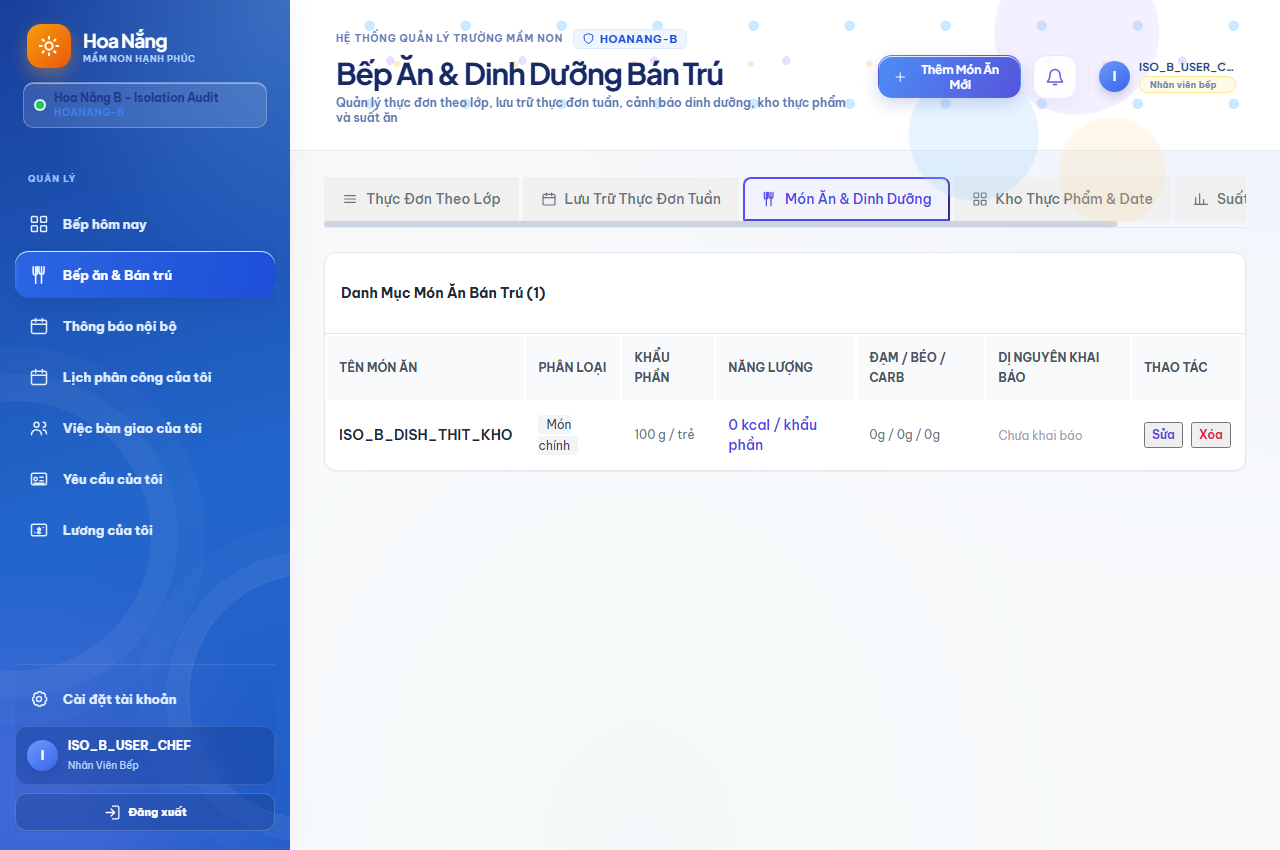 Hoa Nắng
MẦM NON HẠNH PHÚC
Hoa Nắng B - Isolation Audit
HOANANG-B
QUẢN LÝ
Bếp hôm nay
Bếp ăn & Bán trú
Thông báo nội bộ
Lịch phân công của tôi
Việc bàn giao của tôi
Yêu cầu của tôi
Lương của tôi
Cài đặt tài khoản
I
ISO_B_USER_CHEF
Nhân Viên Bếp
Đăng xuất
HỆ THỐNG QUẢN LÝ TRƯỜNG MẦM NON
HOANANG-B
Bếp Ăn & Dinh Dưỡng Bán Trú
Quản lý thực đơn theo lớp, lưu trữ thực đơn tuần, cảnh báo dinh dưỡng, kho thực phẩm
và suất ăn
Thêm Món Ăn
Mới
I
ISO_B_USER_C...
Nhân viên bếp
Thực Đơn Theo Lớp
Lưu Trữ Thực Đơn Tuần
Món Ăn & Dinh Dưỡng
Kho Thực Phẩm & Date
Suất
Danh Mục Món Ăn Bán Trú (1)
TÊN MÓN ĂN
PHÂN LOẠI
KHẨU
PHẦN
NĂNG LƯỢNG
ĐẠM / BÉO /
CARB
DỊ NGUYÊN KHAI
BÁO
THAO TÁC
ISO_B_DISH_THIT_KHO
Món
chính
100 g / trẻ
0 kcal / khẩu
phần
0g / 0g / 0g
Chưa khai báo
Sửa
Xóa